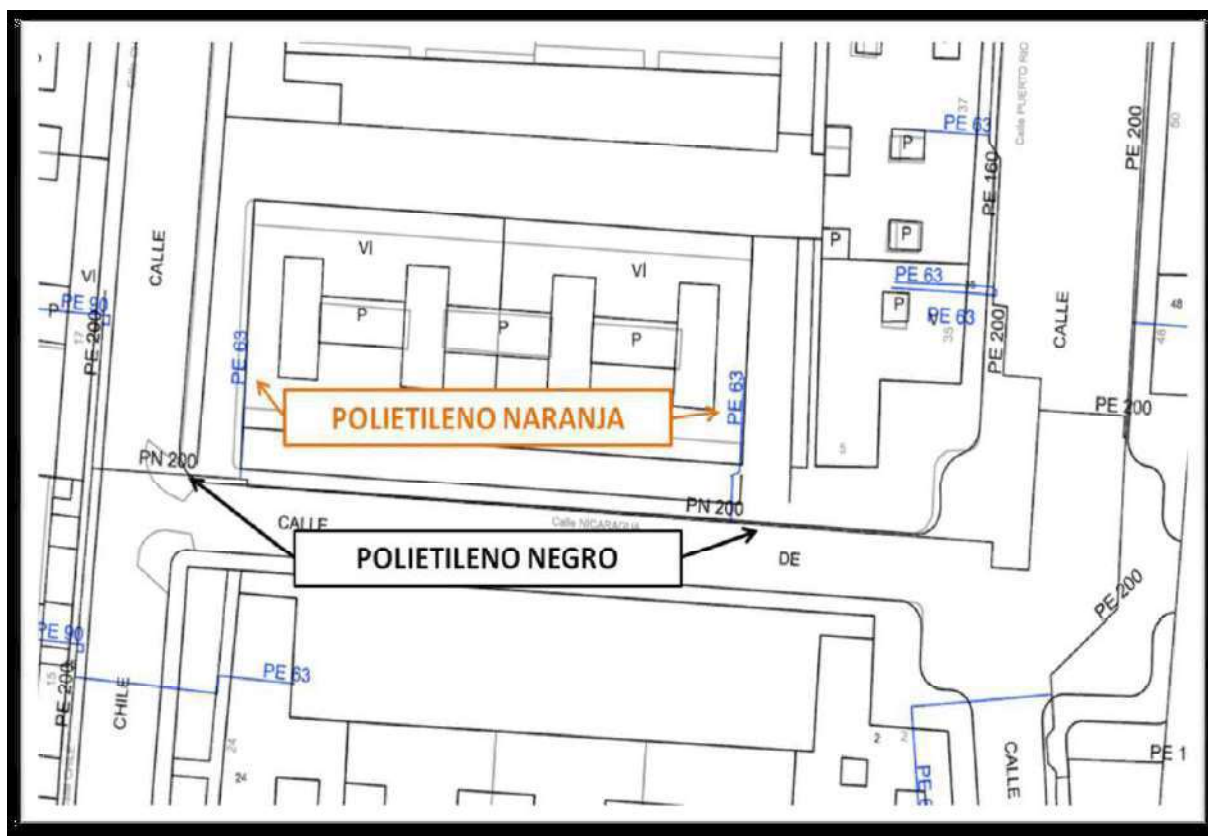 CALLE
Calle PUERTO RICO
37
PE 63
PE 160
PE 200
50
P
P
P
VI
VI
VI
CALLE
PE 90
P
17
PE 200
PE 63
PE 63
35
P
PE 200
CALLE
48
48
P
P
P
PE 63
PE 63
POLIETILENO NARANJA
PE 200
5
PN 200
PN 200
CALLE
Calle NICARAGUA
POLIETILENO NEGRO
DE
PE 200
PE 90
15
PE 200
PE 63
CHILE
24
24
2
2
CALLE
PE 1